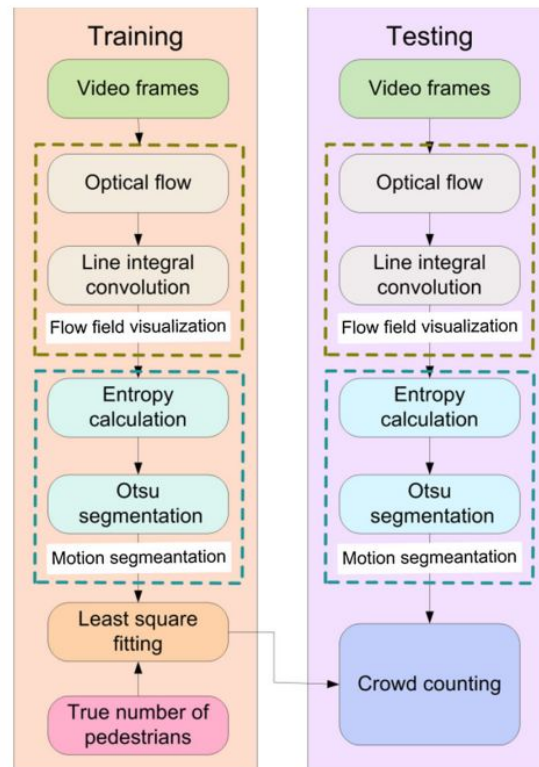 Training
Video frames
Optical flow
Line integral
convolution
Flow field visualization
Entropy
calculation
Otsu
segmentation
Motion segmeantation
Least square
fitting
True number of
pedestrians
Testing
Video frames
Optical flow
Line integral
convolution
Flow field visualization
Entropy
calculation
Otsu
segmentation
Motion segmeantation
Crowd counting